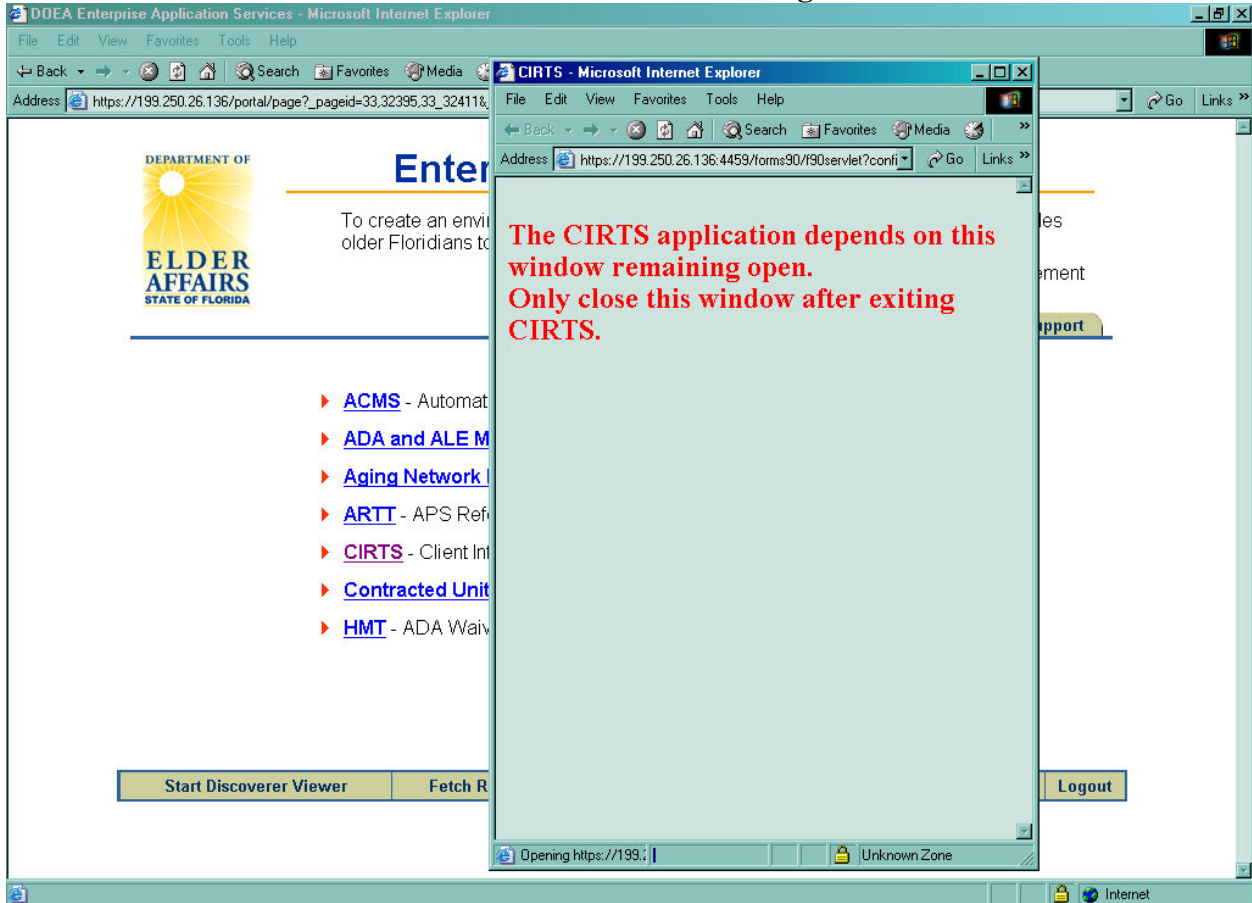 DOEA Enterprise Application Services - Microsoft Internet Explorer
File Edit View Favorites Tools Help
Back Search Favorites Media
Address https://199.250.26.136/portal/page?_pageid=33,32395,33_32411&_ Go Links »
DEPARTMENT OF
ELDER
AFFAIRS
STATE OF FLORIDA
Enter
To create an envi
older Floridians to
les
ement
pport
ACMS - Automat
ADA and ALE M
Aging Network
ARTT - APS Refe
CIRTS - Client Inf
Contracted Unit
HMT - ADA Waiv
Start Discoverer Viewer Fetch R Logout
Internet
CIRTS - Microsoft Internet Explorer
File Edit View Favorites Tools Help
Back Search Favorites Media »
Address https://199.250.26.136:4459/forms90/f90servlet?confi Go Links »
The CIRTS application depends on this
window remaining open.
Only close this window after exiting
CIRTS.
Opening https://199.2 Unknown Zone